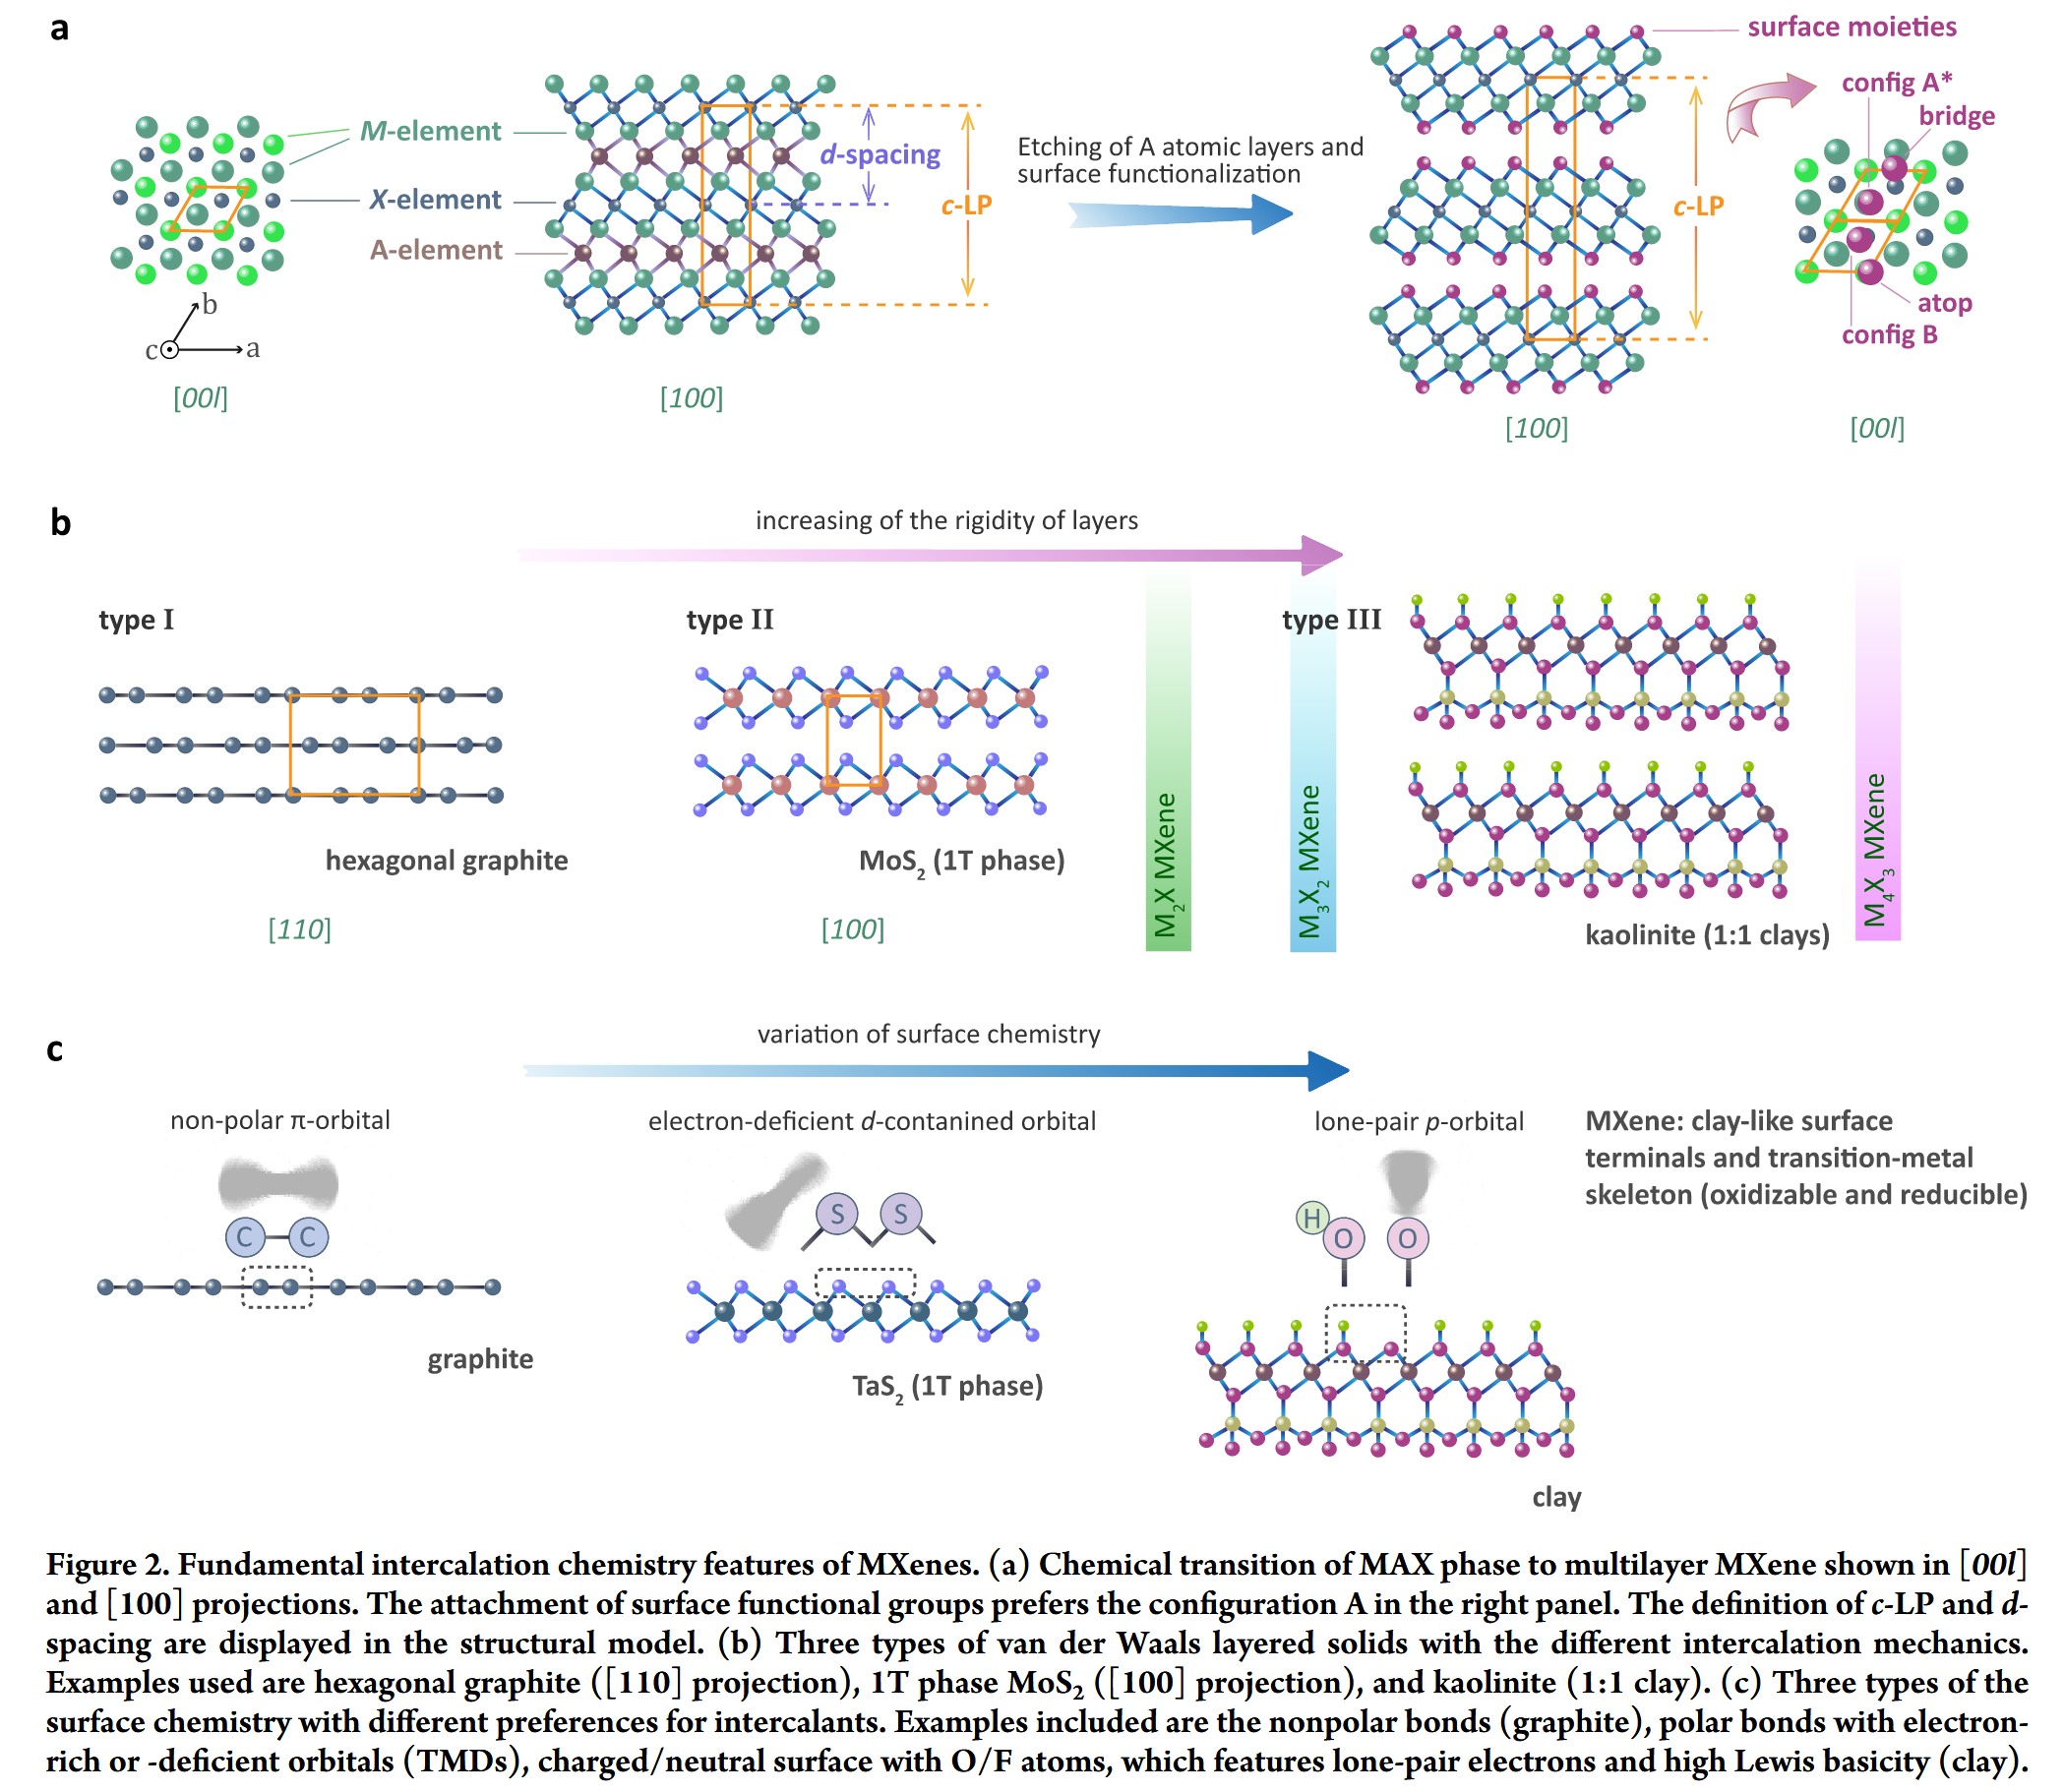 a
M-element
X-element
A-element
b
c
a
[00l]
d-spacing
c-LP
[100]
Etching of A atomic layers and
surface functionalization
c-LP
[100]
surface moieties
config A*
bridge
atop
config B
[00l]
b
increasing of the rigidity of layers
type I
type II
type III
hexagonal graphite
[110]
MoS2 (1T phase)
[100]
M2X MXene
M3X2 MXene
kaolinite (1:1 clays)
M4X3 MXene
c
variation of surface chemistry
non-polar π-orbital
C C
graphite
electron-deficient d-contanined orbital
S S
TaS2 (1T phase)
lone-pair p-orbital
H O O
clay
MXene: clay-like surface
terminals and transition-metal
skeleton (oxidizable and reducible)
Figure 2. Fundamental intercalation chemistry features of MXenes. (a) Chemical transition of MAX phase to multilayer MXene shown in [00l]
and [100] projections. The attachment of surface functional groups prefers the configuration A in the right panel. The definition of c-LP and d-
spacing are displayed in the structural model. (b) Three types of van der Waals layered solids with the different intercalation mechanics.
Examples used are hexagonal graphite ([110] projection), 1T phase MoS2 ([100] projection), and kaolinite (1:1 clay). (c) Three types of the
surface chemistry with different preferences for intercalants. Examples included are the nonpolar bonds (graphite), polar bonds with electron-
rich or -deficient orbitals (TMDs), charged/neutral surface with O/F atoms, which features lone-pair electrons and high Lewis basicity (clay).